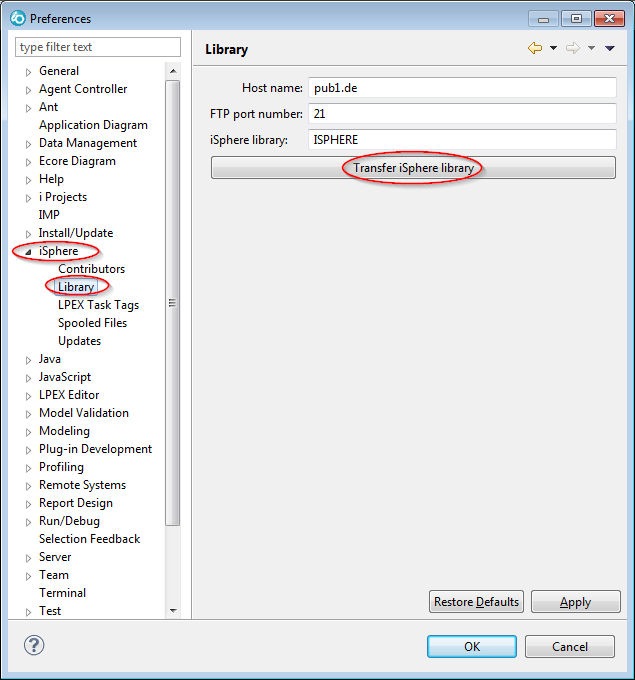 Preferences
type filter text
General
Agent Controller
Ant
Application Diagram
Data Management
Ecore Diagram
Help
i Projects
IMP
Install/Update
iSphere
Contributors
Library
LPEX Task Tags
Spooled Files
Updates
Java
JavaScript
LPEX Editor
Model Validation
Modeling
Plug-in Development
Profiling
Remote Systems
Report Design
Run/Debug
Selection Feedback
Server
Team
Terminal
Test
Library
Host name: pub1.de
FTP port number: 21
iSphere library: ISPHERE
Transfer iSphere library
Restore Defaults Apply
? OK Cancel